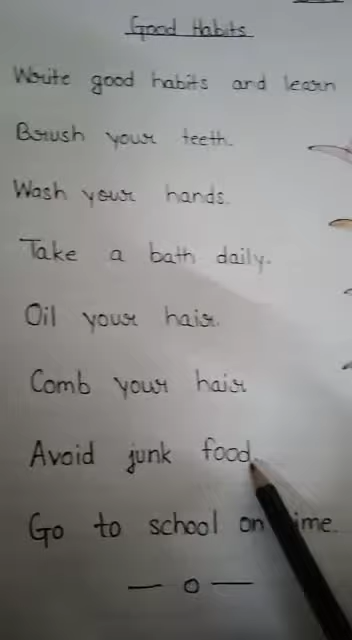 Good Habits
Write good habits and learn
Brush your teeth.
Wash your hands.
Take a bath daily.
Oil your hair.
Comb your hair
Avoid junk food
Go to school on ime.
— o —